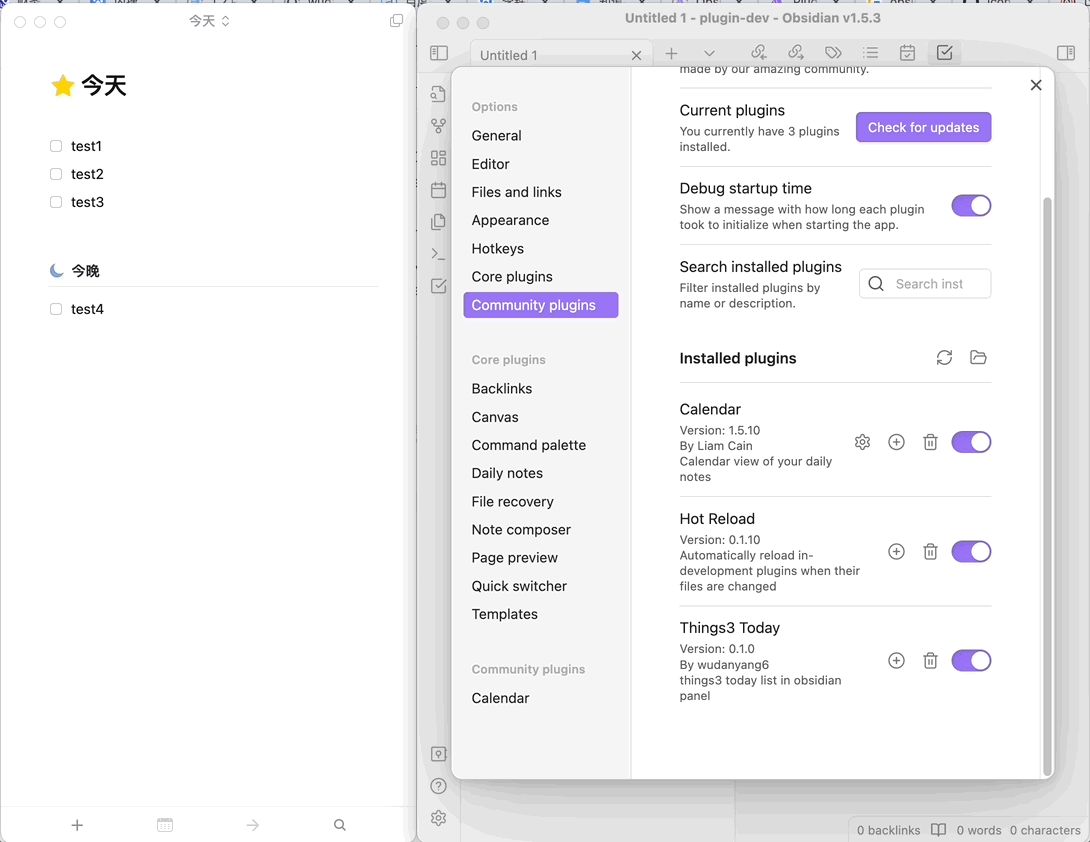 今天
今天
test1
test2
test3
今晚
test4
Untitled 1 - plugin-dev - Obsidian v1.5.3
Untitled 1
Options
General
Editor
Files and links
Appearance
Hotkeys
Core plugins
Community plugins
Core plugins
Backlinks
Canvas
Command palette
Daily notes
File recovery
Note composer
Page preview
Quick switcher
Templates
Community plugins
Calendar
made by our amazing community.
Current plugins
You currently have 3 plugins
installed.
Check for updates
Debug startup time
Show a message with how long each plugin
took to initialize when starting the app.
Search installed plugins
Filter installed plugins by
name or description.
Search inst
Installed plugins
Calendar
Version: 1.5.10
By Liam Cain
Calendar view of your daily
notes
Hot Reload
Version: 0.1.10
Automatically reload in-
development plugins when their
files are changed
Things3 Today
Version: 0.1.0
By wudanyang6
things3 today list in obsidian
panel
0 backlinks
0 words
0 characters